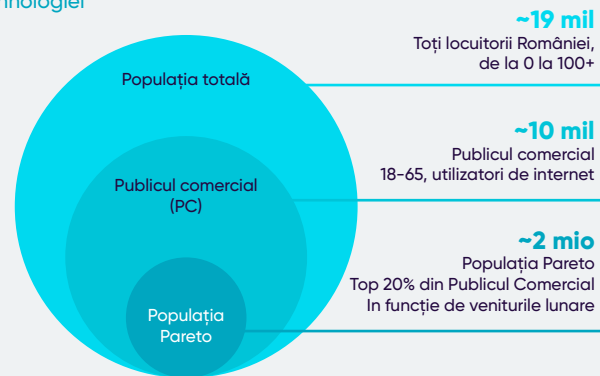 Populația totală
Publicul comercial
(PC)
Populația
Pareto
~19 mil
Toți locuitorii României,
de la 0 la 100+
~10 mil
Publicul comercial
18-65, utilizatori de internet
~2 mio
Populația Pareto
Top 20% din Publicul Comercial
In funcție de veniturile lunare